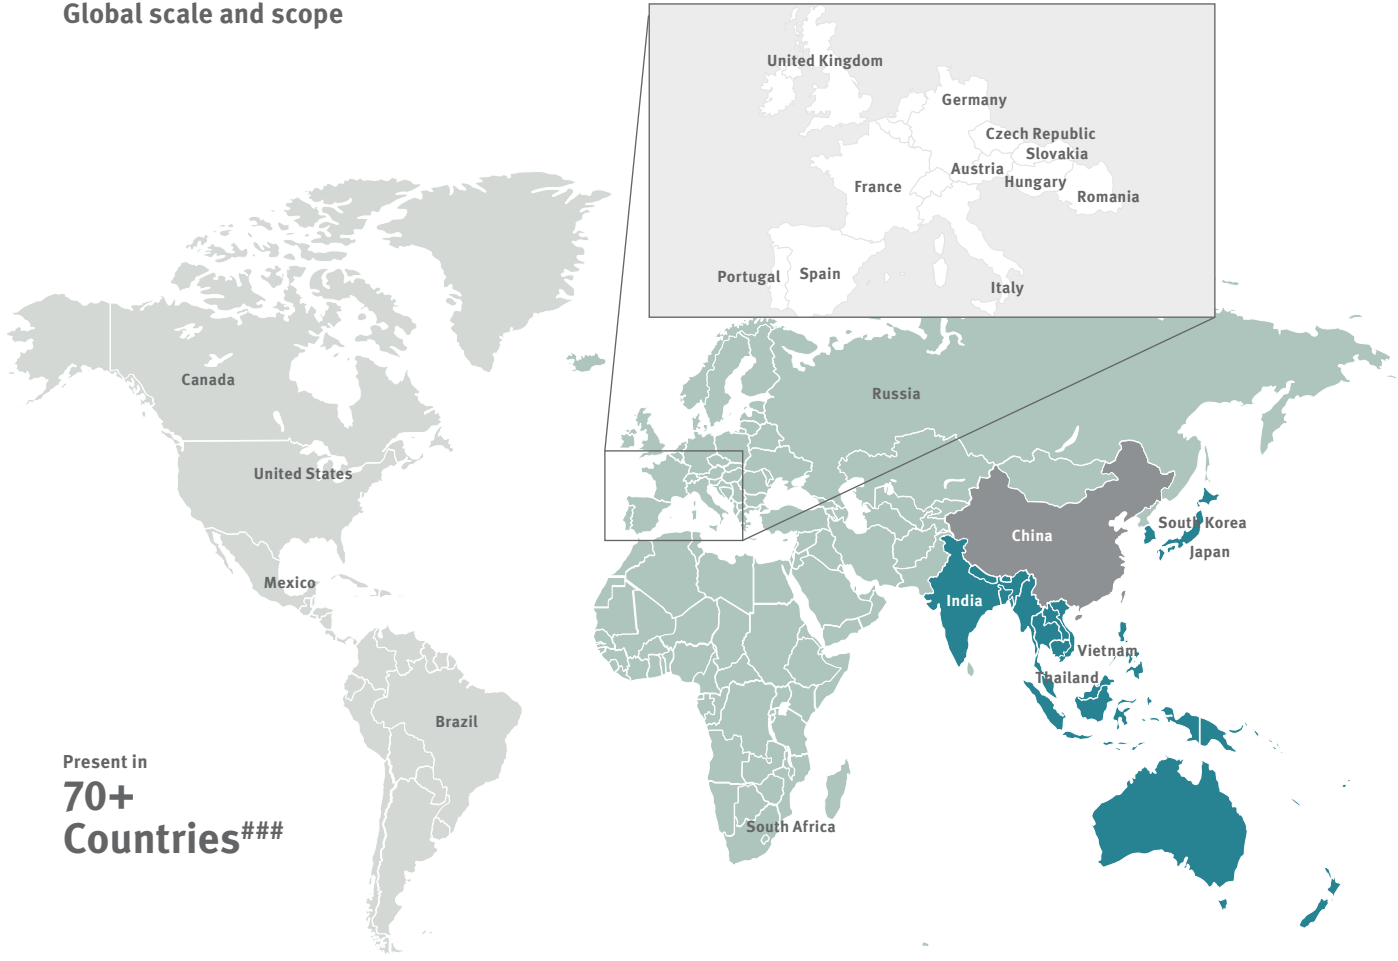 Global scale and scope
United Kingdom
Germany
Czech Republic
Slovakia
Austria
Hungary
France
Romania
Portugal
Spain
Italy
Canada
Russia
United States
South Korea
China
Japan
Mexico
India
Vietnam
Thailand
Brazil
Present in
70+
Countries###
South Africa